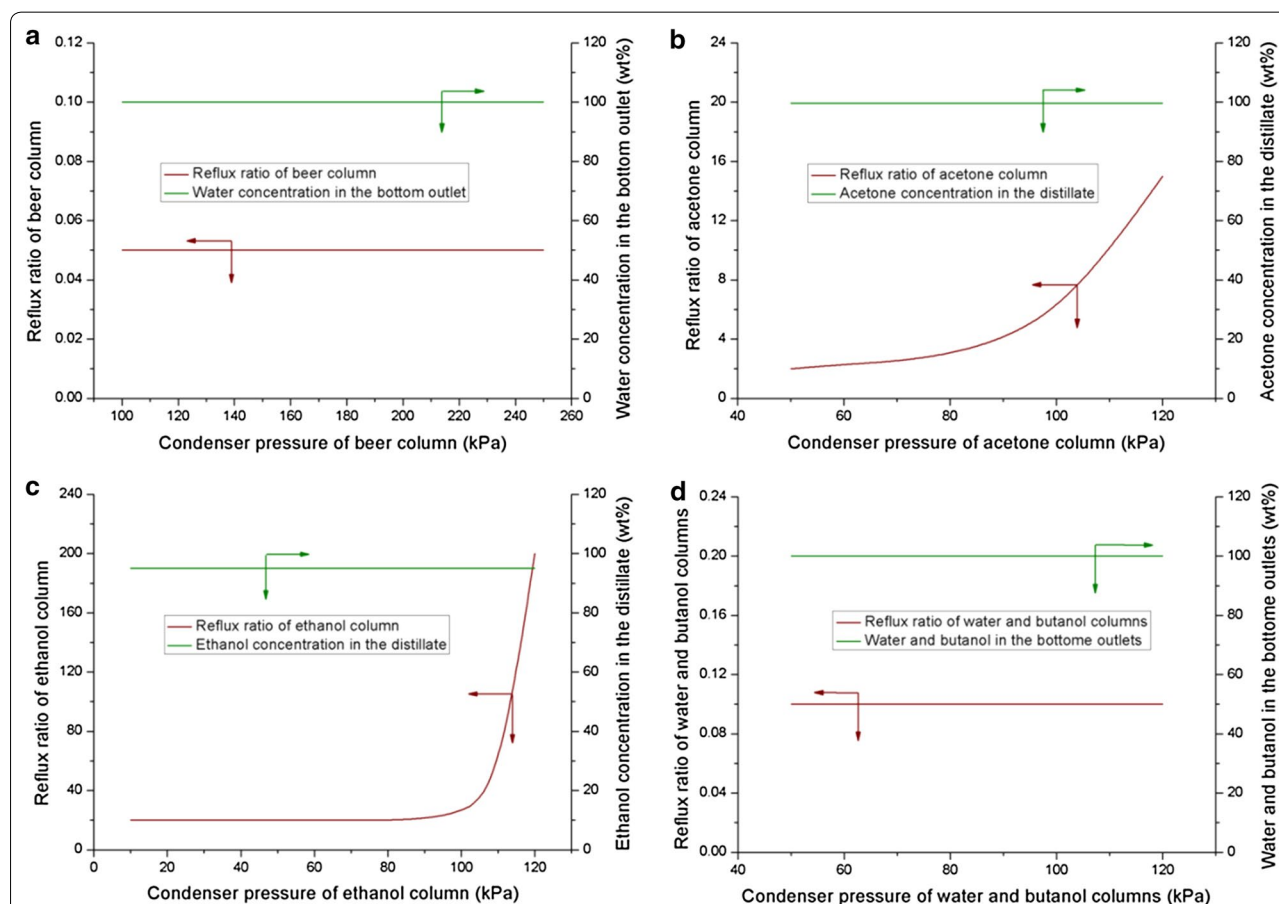 a
Reflux ratio of beer column
0.12
0.10
0.08
0.06
0.04
0.02
0.00
Reflux ratio of beer column
Water concentration in the bottom outlet
120
100
80
60
40
20
0
Water concentration in the bottom outlet (wt%)
100 120 140 160 180 200 220 240 260
Condenser pressure of beer column (kPa)
b
Reflux ratio of acetone column
24
20
16
12
8
4
0
Reflux ratio of acetone column
Acetone concentration in the distillate
120
100
80
60
40
20
0
Acetone concentration in the distillate (wt%)
40 60 80 100 120
Condenser pressure of acetone column (kPa)
c
Reflux ratio of ethanol column
240
200
160
120
80
40
0
Reflux ratio of ethanol column
Ethanol concentration in the distillate
120
100
80
60
40
20
0
Ethanol concentration in the distillate (wt%)
0 20 40 60 80 100 120
Condenser pressure of ethanol column (kPa)
d
Reflux ratio of water and butanol columns
0.24
0.20
0.16
0.12
0.08
0.04
0.00
Reflux ratio of water and butanol columns
Water and butanol in the bottome outlets
120
100
80
60
40
20
0
Water and butanol in the bottome outlets (wt%)
40 60 80 100 120
Condenser pressure of water and butanol columns (kPa)